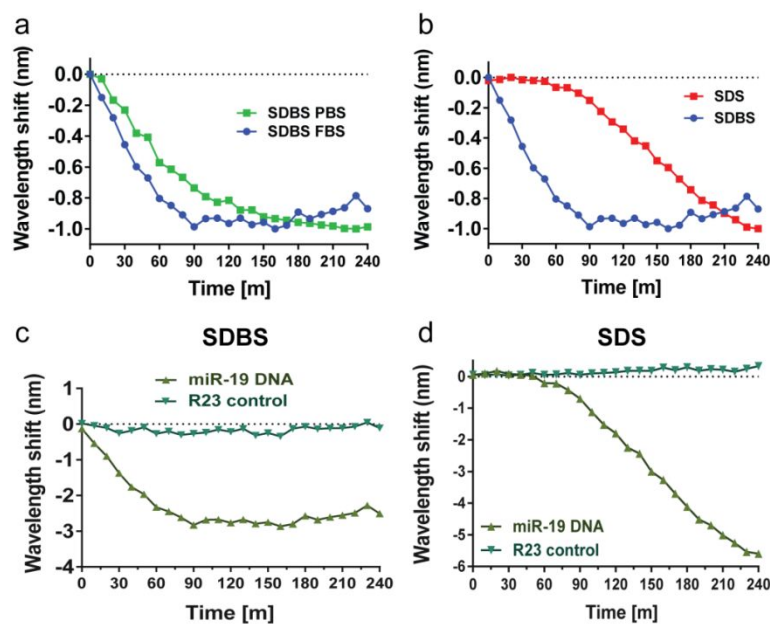 a
Wavelength shift (nm)
0.0
-0.2
-0.4
-0.6
-0.8
-1.0
SDBS PBS
SDBS FBS
0 30 60 90 120 150 180 210 240
Time [m]
b
Wavelength shift (nm)
0.0
-0.2
-0.4
-0.6
-0.8
-1.0
SDS
SDBS
0 30 60 90 120 150 180 210 240
Time [m]
c
SDBS
Wavelength shift (nm)
1
0
-1
-2
-3
-4
miR-19 DNA
R23 control
0 30 60 90 120 150 180 210 240
Time [m]
d
SDS
Wavelength shift (nm)
0
-1
-2
-3
-4
-5
-6
miR-19 DNA
R23 control
0 30 60 90 120 150 180 210 240
Time [m]